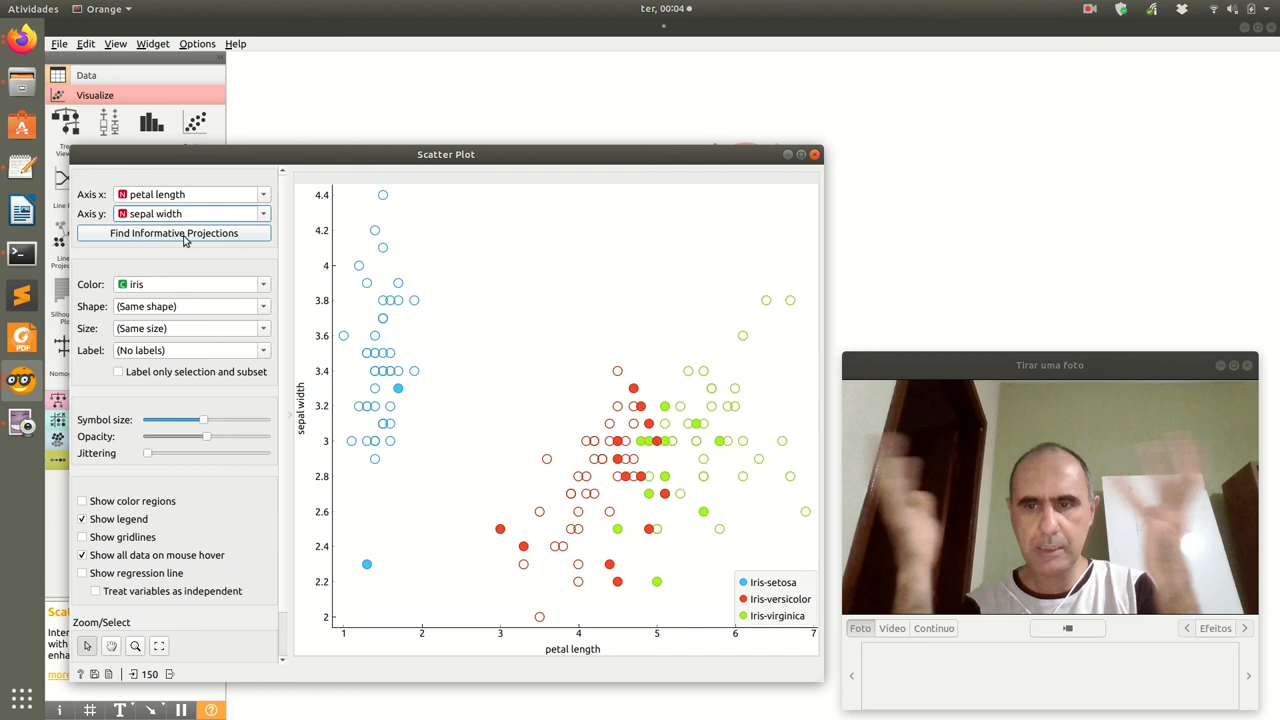 Atividades
Orange
ter, 00:04
File Edit View Widget Options Help
Data
Visualize
Scatter Plot
Axis x: N petal length
Axis y: N sepal width
Find Informative Projections
Color: C iris
Shape: (Same shape)
Size: (Same size)
Label: (No labels)
Label only selection and subset
Symbol size:
Opacity:
Jittering
Show color regions
Show legend
Show gridlines
Show all data on mouse hover
Show regression line
Treat variables as independent
Zoom/Select
150
4.4
4.2
4
3.8
3.6
3.4
3.2
3
2.8
2.6
2.4
2.2
2
sepal width
1 2 3 4 5 6 7
petal length
Iris-setosa
Iris-versicolor
Iris-virginica
Tirar uma foto
Foto Vídeo Contínuo
Efeitos
PDF
more